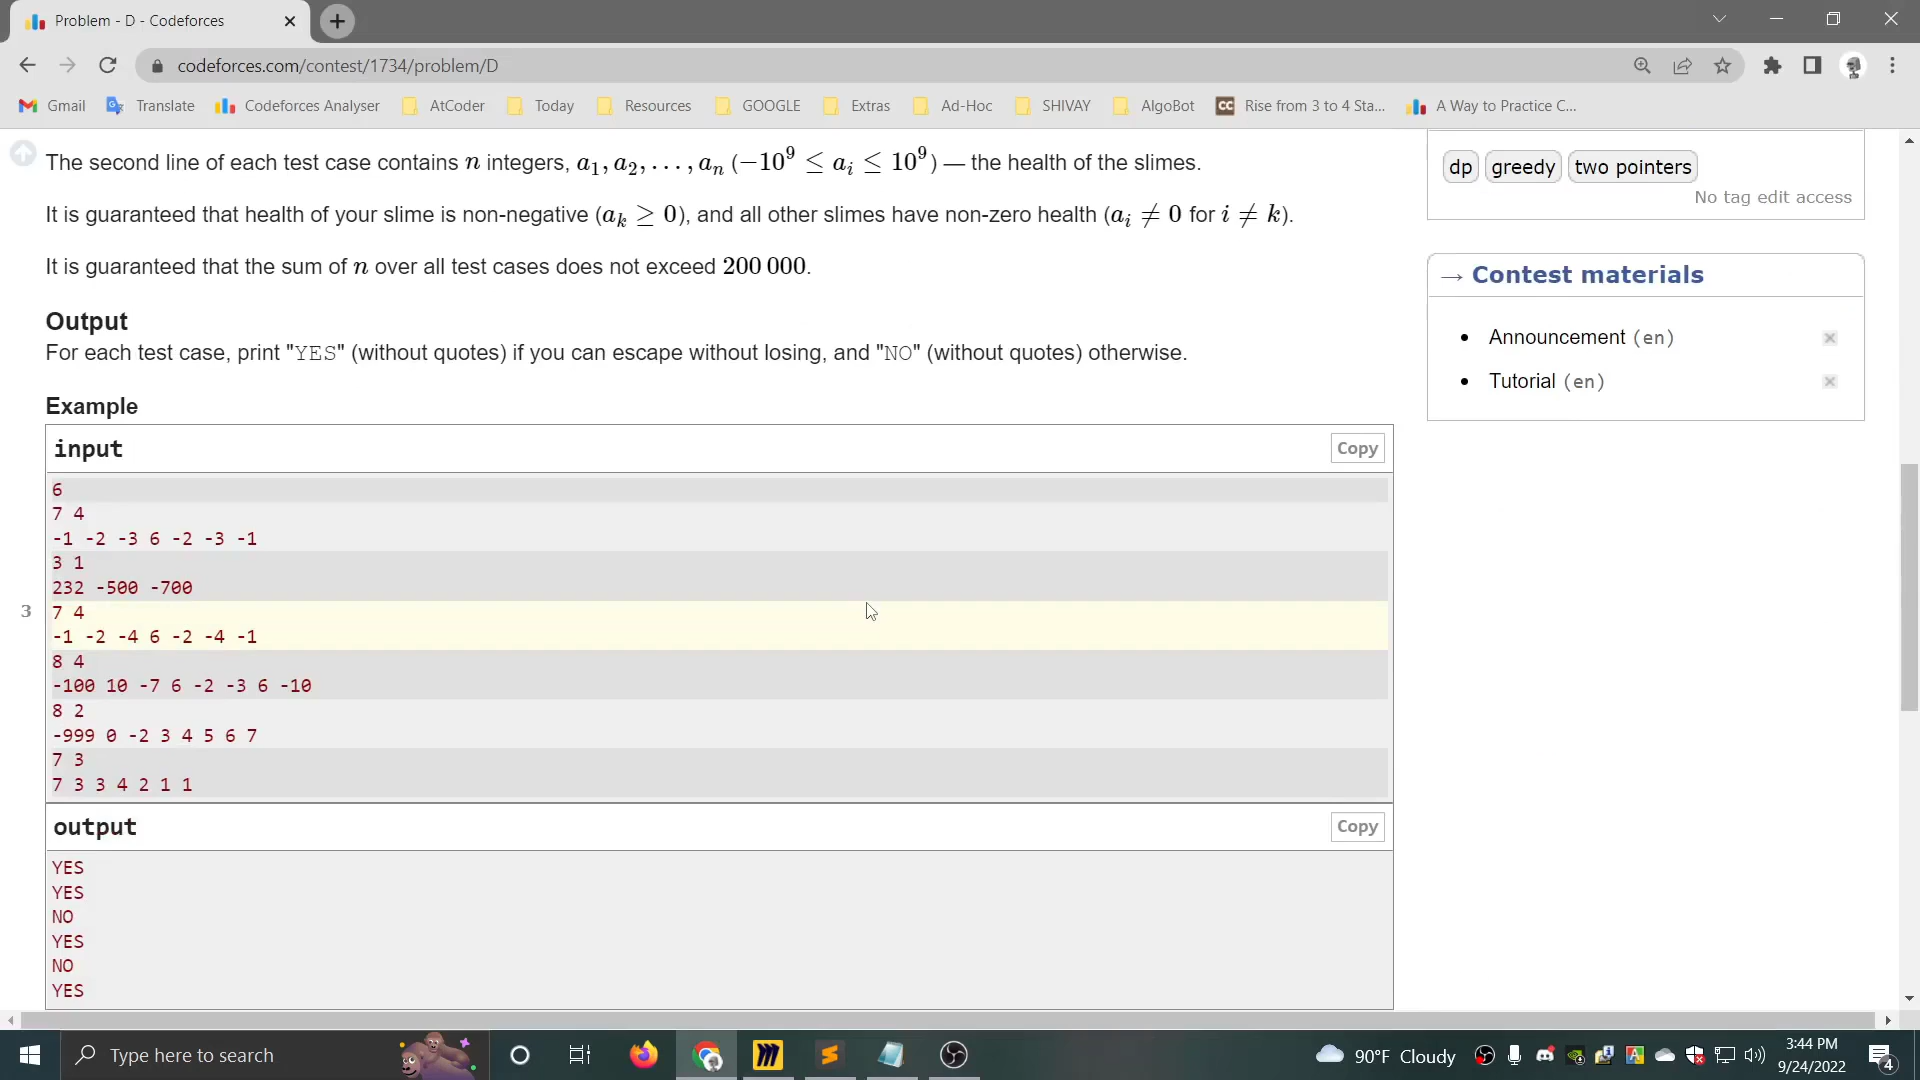 Problem - D - Codeforces
codeforces.com/contest/1734/problem/D
Gmail Translate Codeforces Analyser AtCoder Today Resources GOOGLE Extras Ad-Hoc SHIVAY AlgoBot CC Rise from 3 to 4 Sta... A Way to Practice C...
The second line of each test case contains n integers, a₁, a₂, . . . , aₙ (−10⁹ ≤ aᵢ ≤ 10⁹) — the health of the slimes.
It is guaranteed that health of your slime is non-negative (aₖ ≥ 0), and all other slimes have non-zero health (aᵢ ≠ 0 for i ≠ k).
It is guaranteed that the sum of n over all test cases does not exceed 200 000.
Output
For each test case, print "YES" (without quotes) if you can escape without losing, and "NO" (without quotes) otherwise.
Example
input Copy
6
7 4
-1 -2 -3 6 -2 -3 -1
3 1
232 -500 -700
3
7 4
-1 -2 -4 6 -2 -4 -1
8 4
-100 10 -7 6 -2 -3 6 -10
8 2
-999 0 -2 3 4 5 6 7
7 3
7 3 3 4 2 1 1
output Copy
YES
YES
NO
YES
NO
YES
dp greedy two pointers
No tag edit access
→ Contest materials
Announcement (en)
Tutorial (en)
Type here to search
90°F Cloudy
3:44 PM
9/24/2022
4